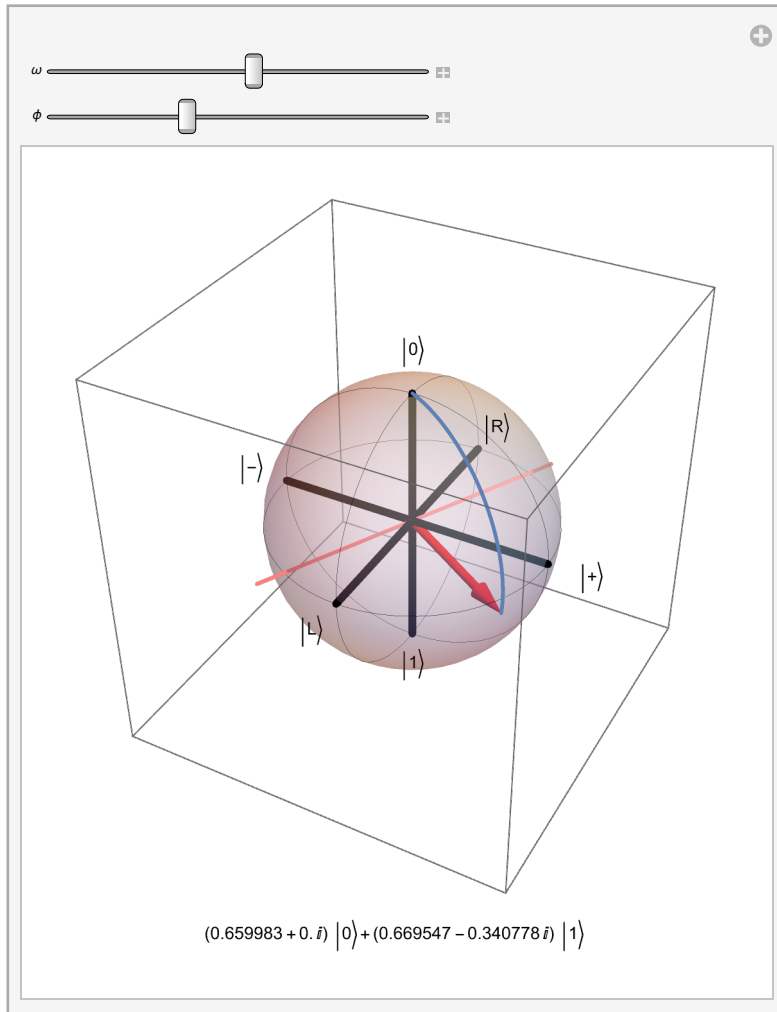 ω
ϕ
|0⟩
|R⟩
|-⟩
|+⟩
|L⟩
|1⟩
(0.659983 + 0. ⅈ) |0⟩ + (0.669547 - 0.340778 ⅈ) |1⟩